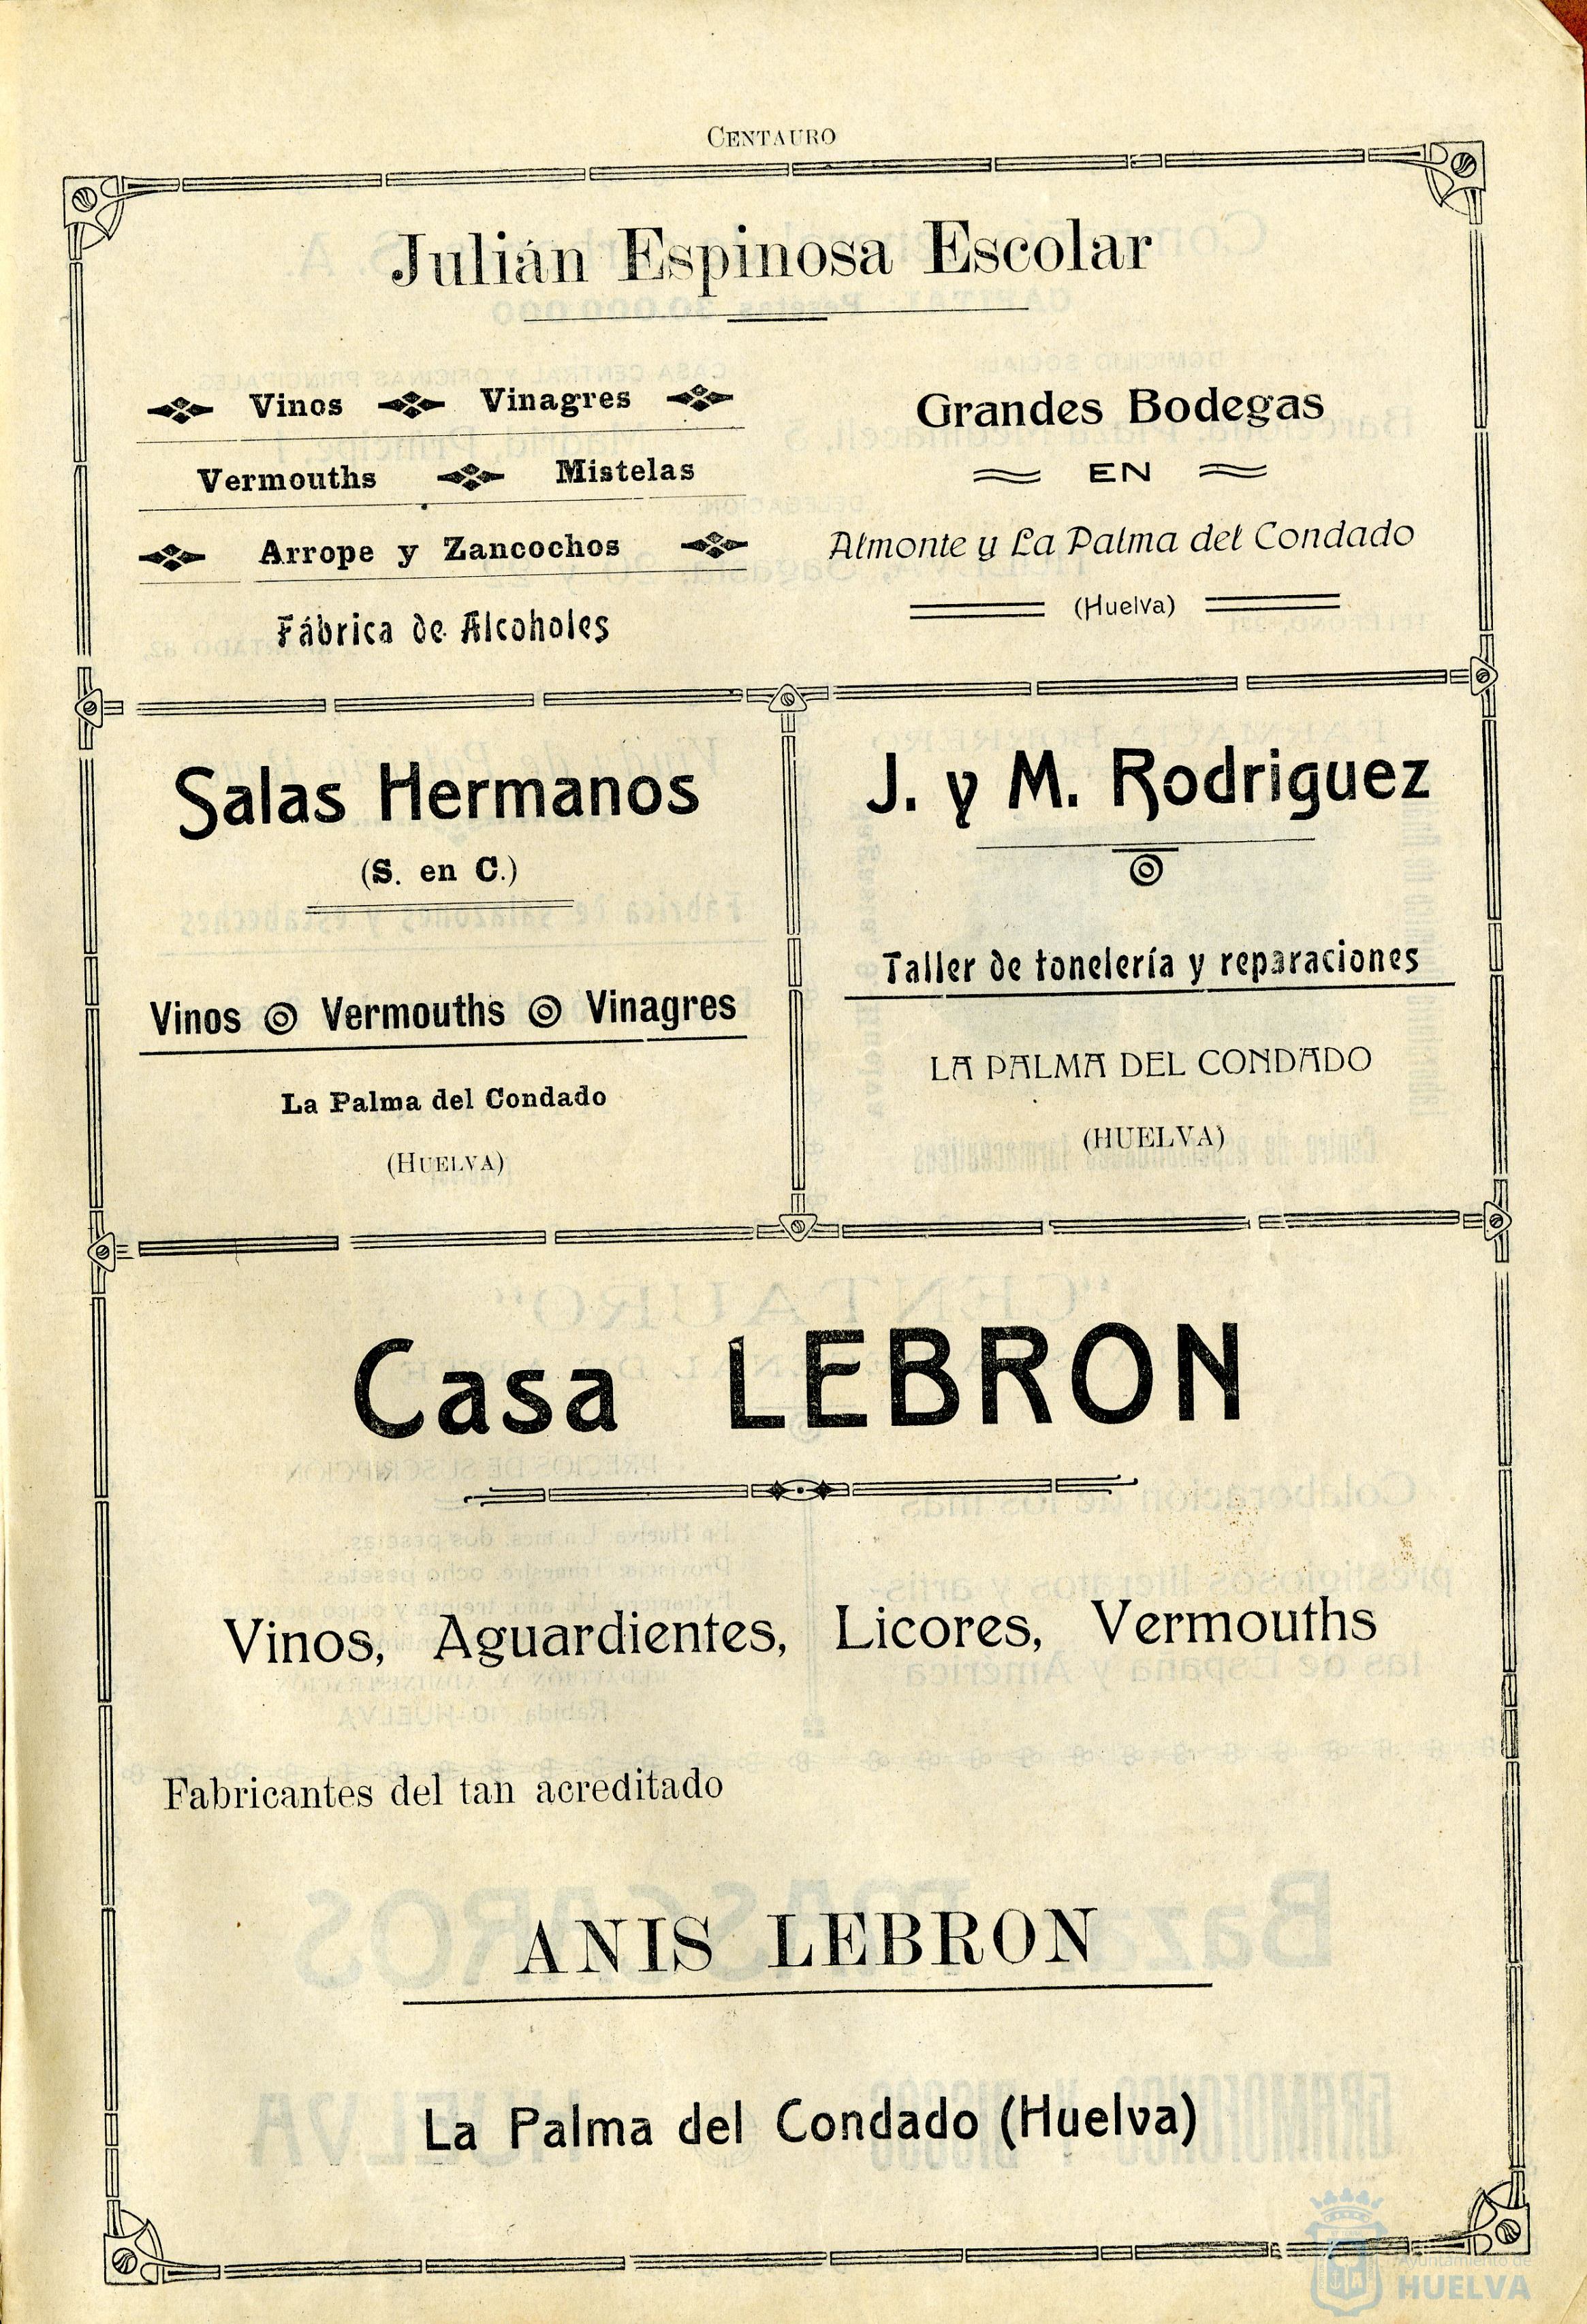 CENTAURO
Julián Espinosa Escolar
Vinos Vinagres
Vermouths Mistelas
Arrope y Zancochos
Fábrica de Alcoholes
Grandes Bodegas
EN
Almonte y La Palma del Condado
(Huelva)
Salas Hermanos
(S. en C.)
Vinos Vermouths Vinagres
La Palma del Condado
(HUELVA)
J. y M. Rodriguez
Taller de tonelería y reparaciones
LA PALMA DEL CONDADO
(HUELVA)
Casa LEBRON
Vinos, Aguardientes, Licores, Vermouths
Fabricantes del tan acreditado
ANIS LEBRON
La Palma del Condado (Huelva)
Ayuntamiento de
HUELVA